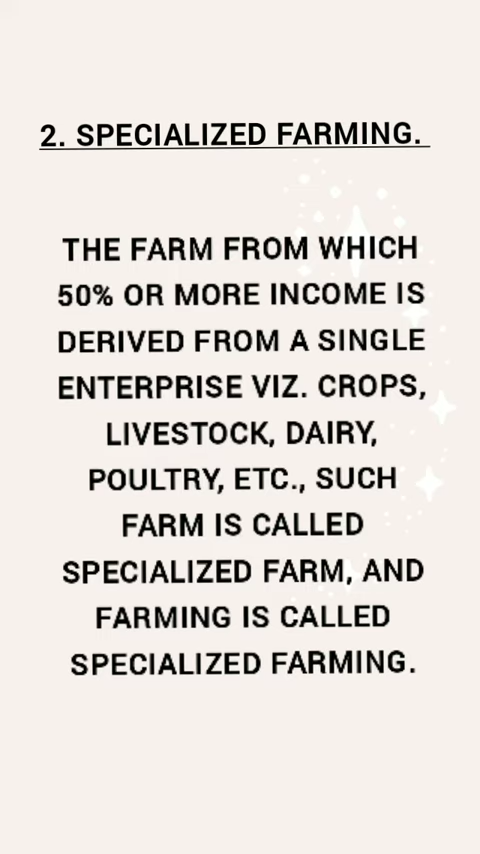 2. SPECIALIZED FARMING.
THE FARM FROM WHICH
50% OR MORE INCOME IS
DERIVED FROM A SINGLE
ENTERPRISE VIZ. CROPS,
LIVESTOCK, DAIRY,
POULTRY, ETC., SUCH
FARM IS CALLED
SPECIALIZED FARM, AND
FARMING IS CALLED
SPECIALIZED FARMING.